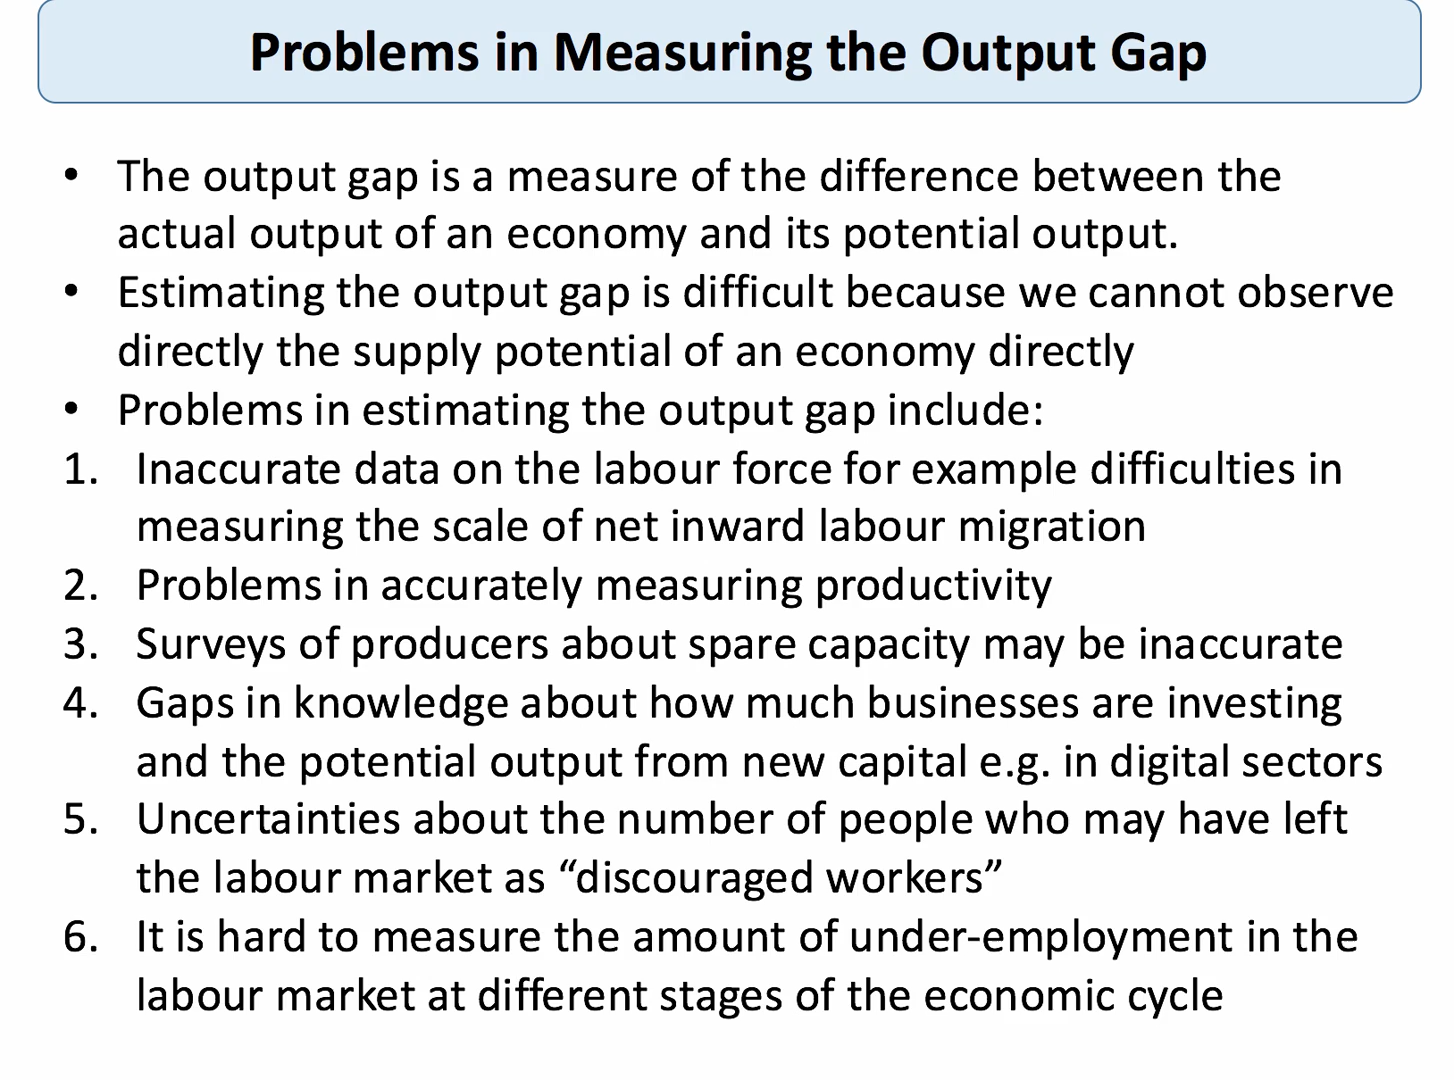 Problems in Measuring the Output Gap
• The output gap is a measure of the difference between the
actual output of an economy and its potential output.
• Estimating the output gap is difficult because we cannot observe
directly the supply potential of an economy directly
• Problems in estimating the output gap include:
1. Inaccurate data on the labour force for example difficulties in
measuring the scale of net inward labour migration
2. Problems in accurately measuring productivity
3. Surveys of producers about spare capacity may be inaccurate
4. Gaps in knowledge about how much businesses are investing
and the potential output from new capital e.g. in digital sectors
5. Uncertainties about the number of people who may have left
the labour market as “discouraged workers”
6. It is hard to measure the amount of under-employment in the
labour market at different stages of the economic cycle